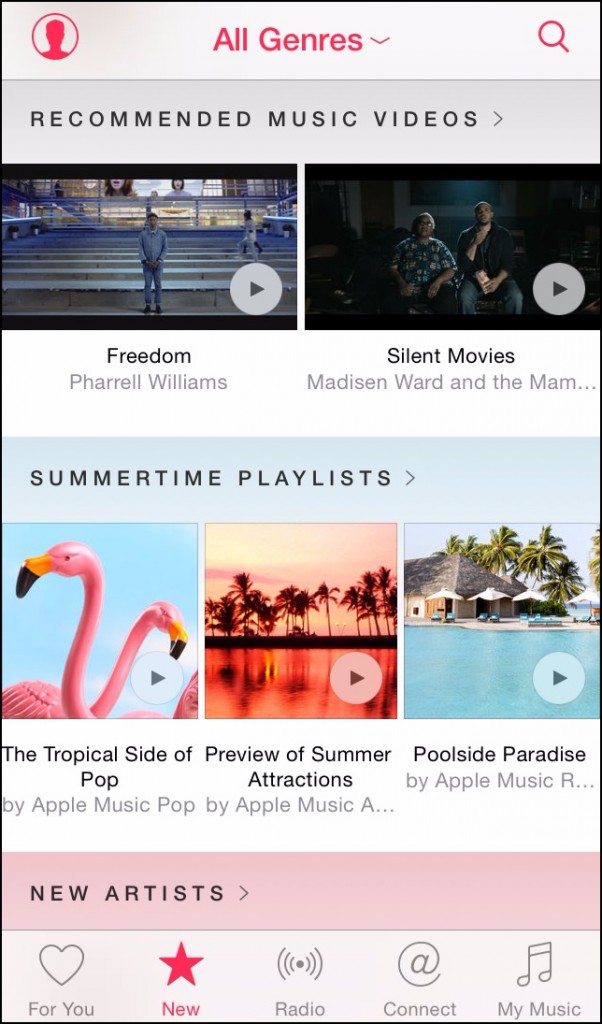 All Genres
RECOMMENDED MUSIC VIDEOS
Freedom
Pharrell Williams
Silent Movies
Madisen Ward and the Mam...
SUMMERTIME PLAYLISTS
The Tropical Side of
Pop
by Apple Music Pop
Preview of Summer
Attractions
by Apple Music A...
Poolside Paradise
by Apple Music R...
NEW ARTISTS
For You
New
Radio
@
Connect
My Music